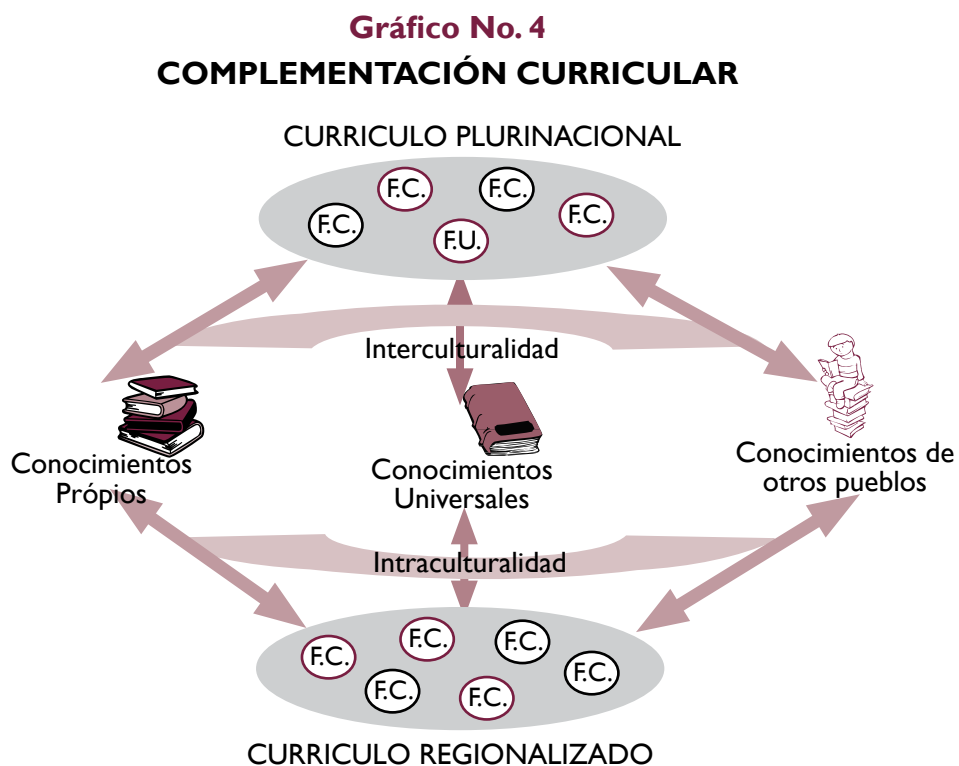 Gráfico No. 4
COMPLEMENTACIÓN CURRICULAR
CURRICULO PLURINACIONAL
F.C.
F.C.
F.C.
F.C.
F.U.
Interculturalidad
Conocimientos
Própios
Conocimientos
Universales
Conocimientos de
otros pueblos
Intraculturalidad
F.C.
F.C.
F.C.
F.C.
F.C.
F.C.
CURRICULO REGIONALIZADO